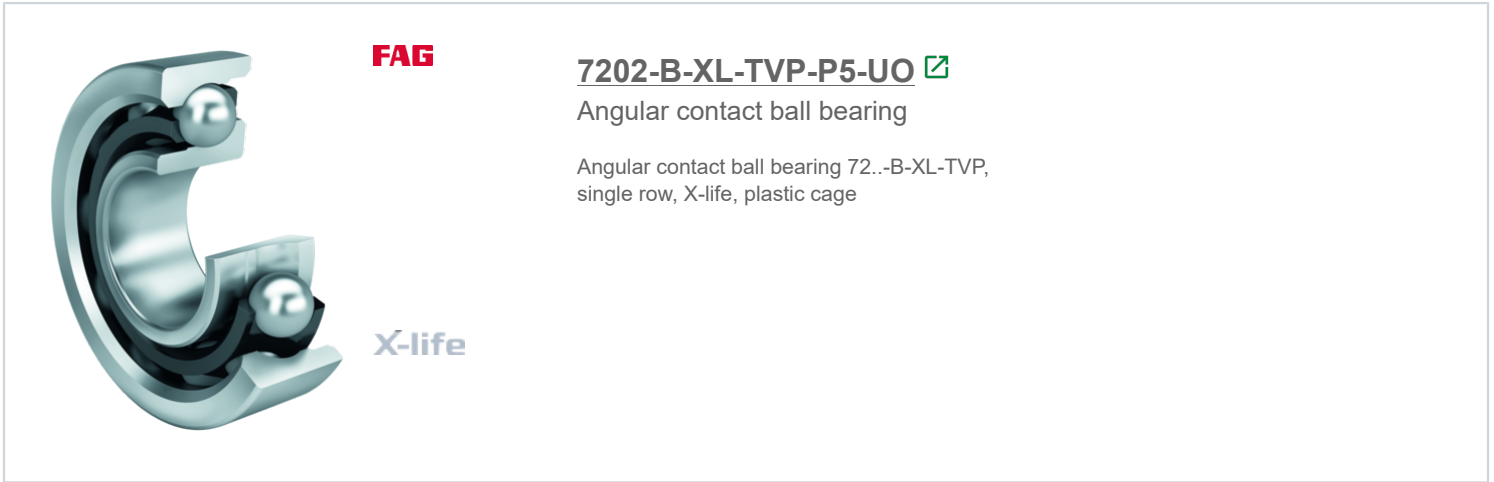 FAG
7202-B-XL-TVP-P5-UO
Angular contact ball bearing
Angular contact ball bearing 72..-B-XL-TVP,
single row, X-life, plastic cage
X-life